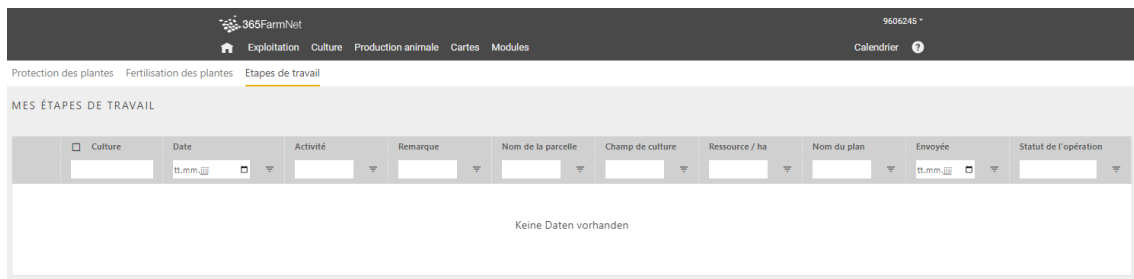 365FarmNet
9606245
Exploitation Culture Production animale Cartes Modules Calendrier ?
Protection des plantes Fertilisation des plantes Etapes de travail
MES ÉTAPES DE TRAVAIL
Culture Date Activité Remarque Nom de la parcelle Champ de culture Ressource / ha Nom du plan Envoyée Statut de l'opération
tt.mm.jjjj tt.mm.jjjj
Keine Daten vorhanden